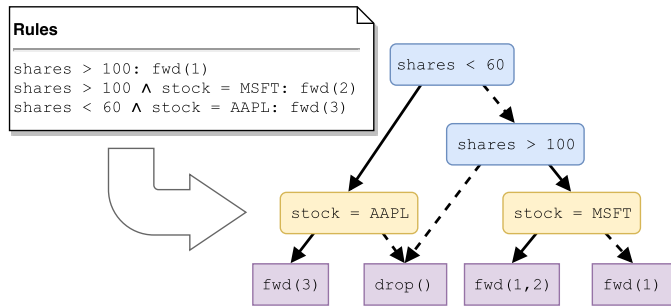 Rules
shares > 100: fwd(1)
shares > 100 ∧ stock = MSFT: fwd(2)
shares < 60 ∧ stock = AAPL: fwd(3)
shares < 60
shares > 100
stock = AAPL
stock = MSFT
fwd(3)
drop()
fwd(1,2)
fwd(1)